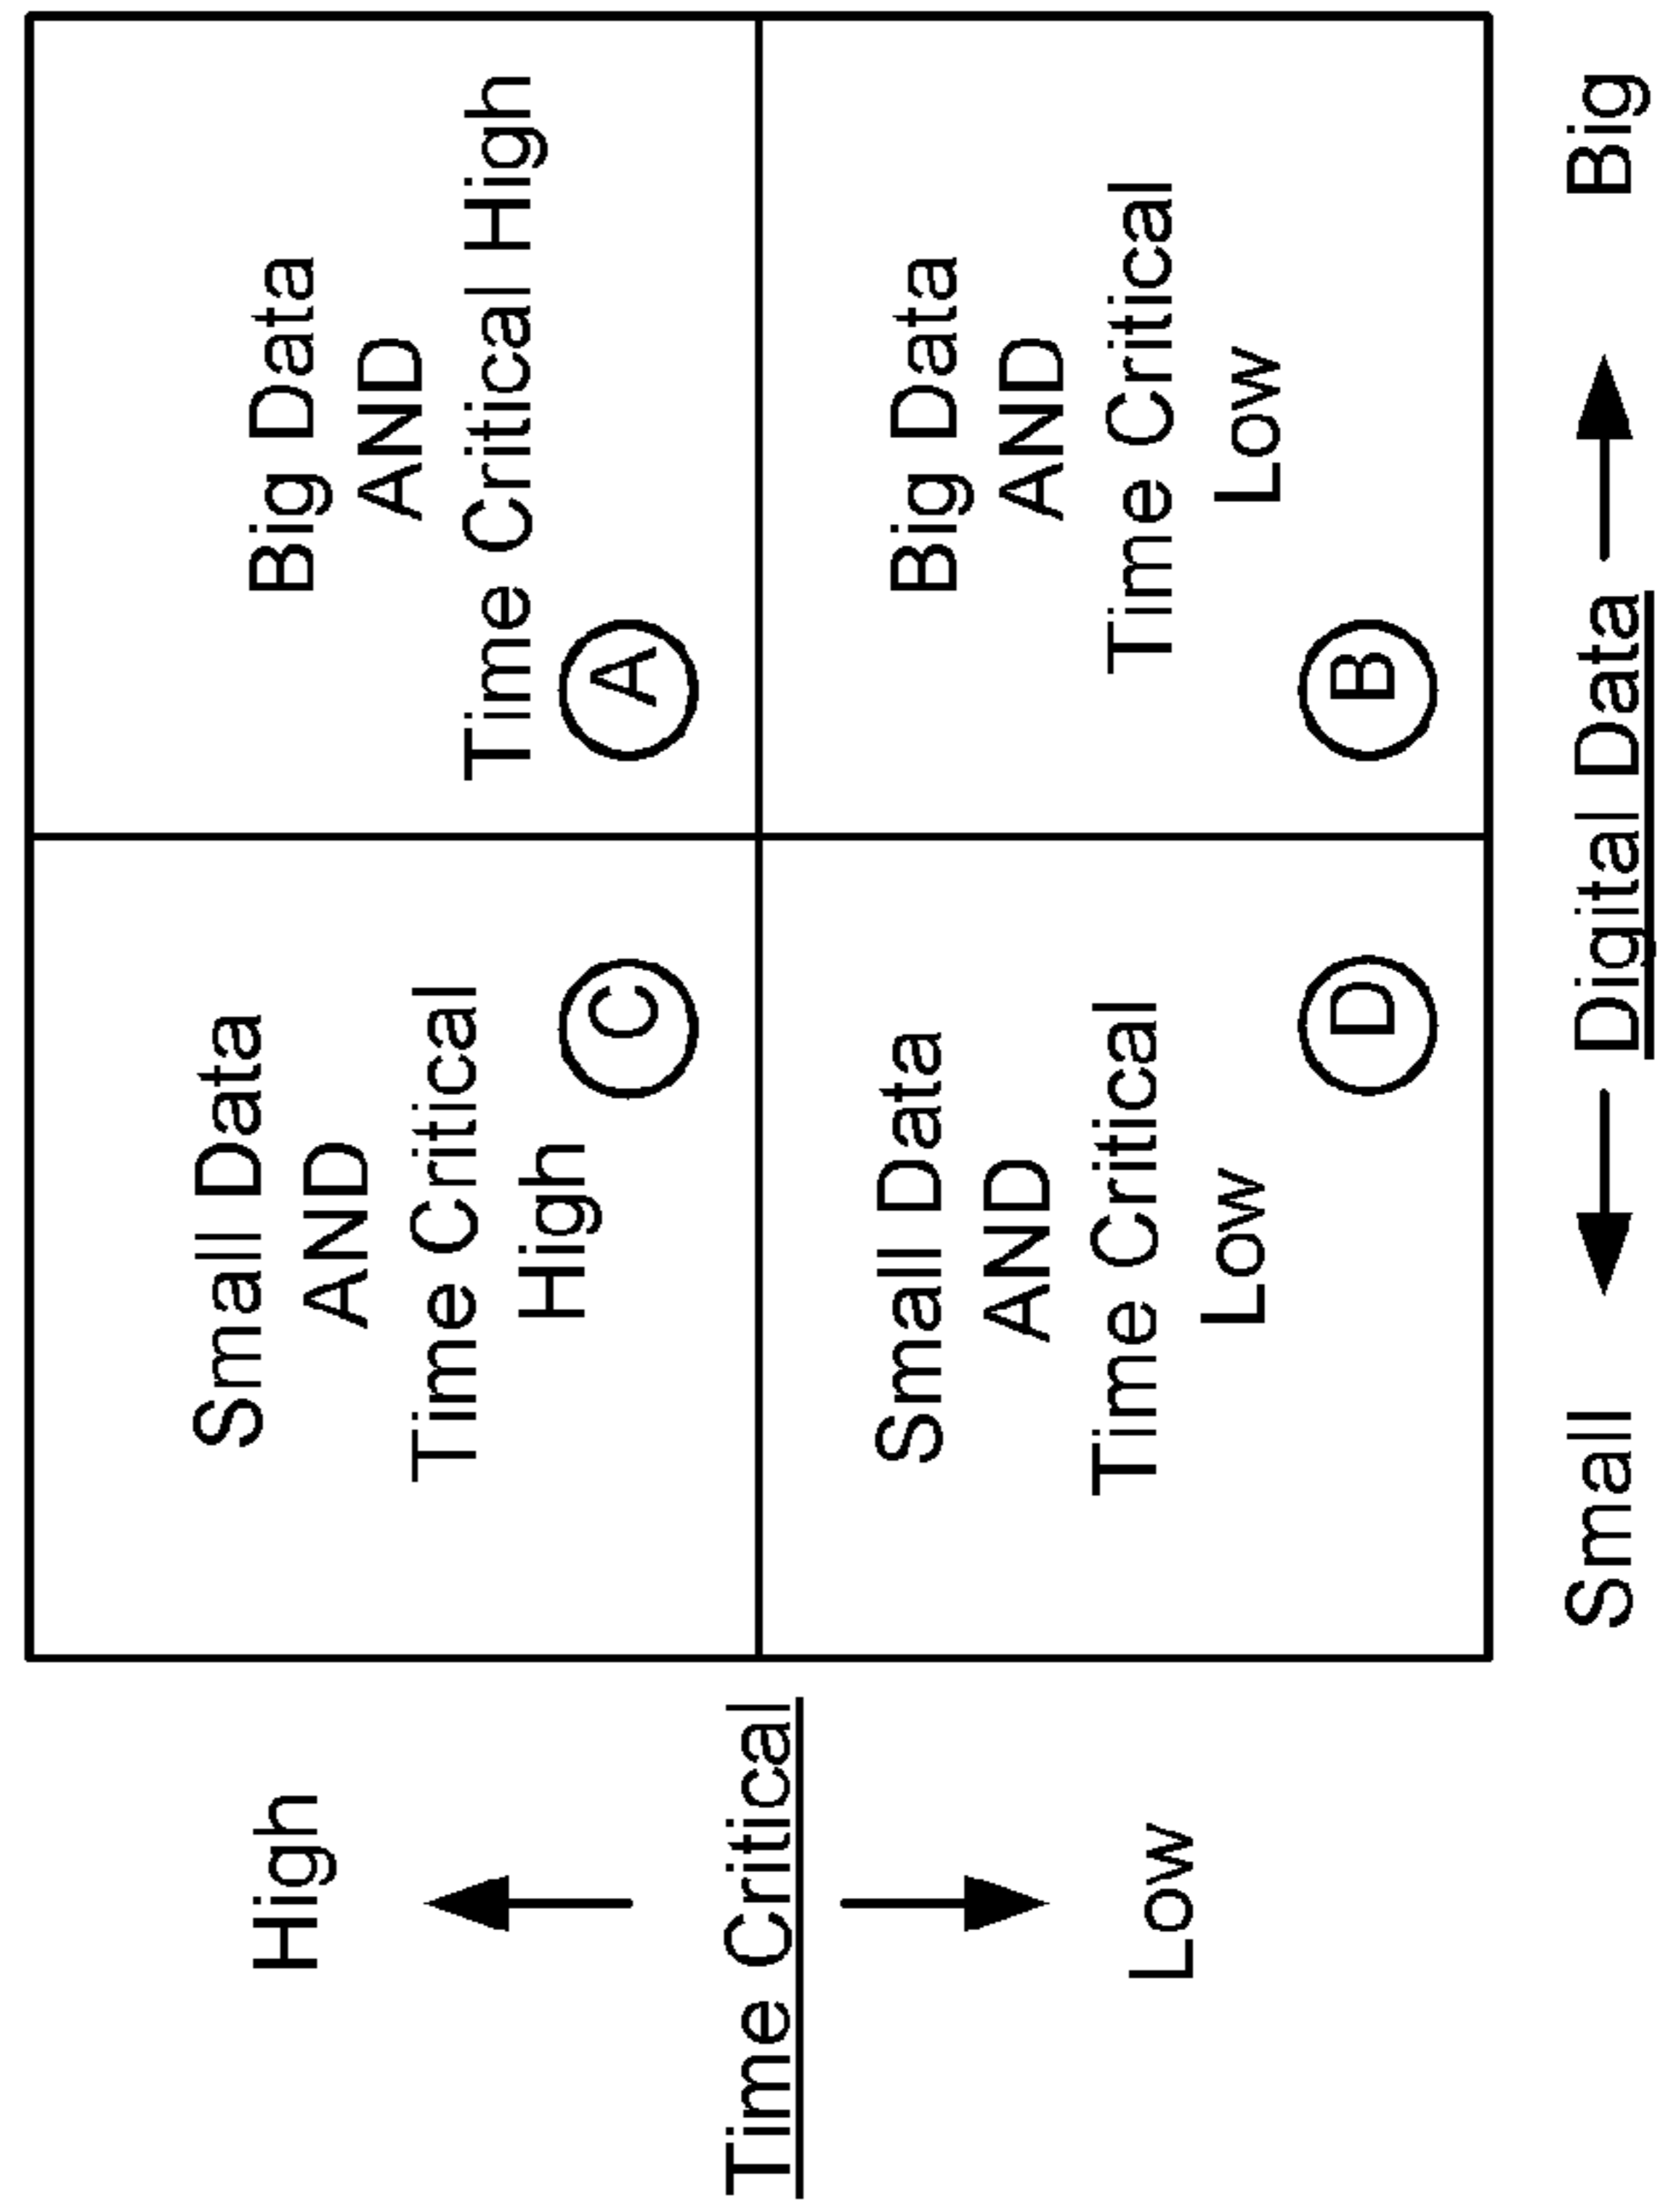 High
Time Critical
Low
Small Data
AND
Time Critical
High
C
Big Data
AND
Time Critical High
A
Small Data
AND
Time Critical
Low
D
Big Data
AND
Time Critical
Low
B
Small
Digital Data
Big